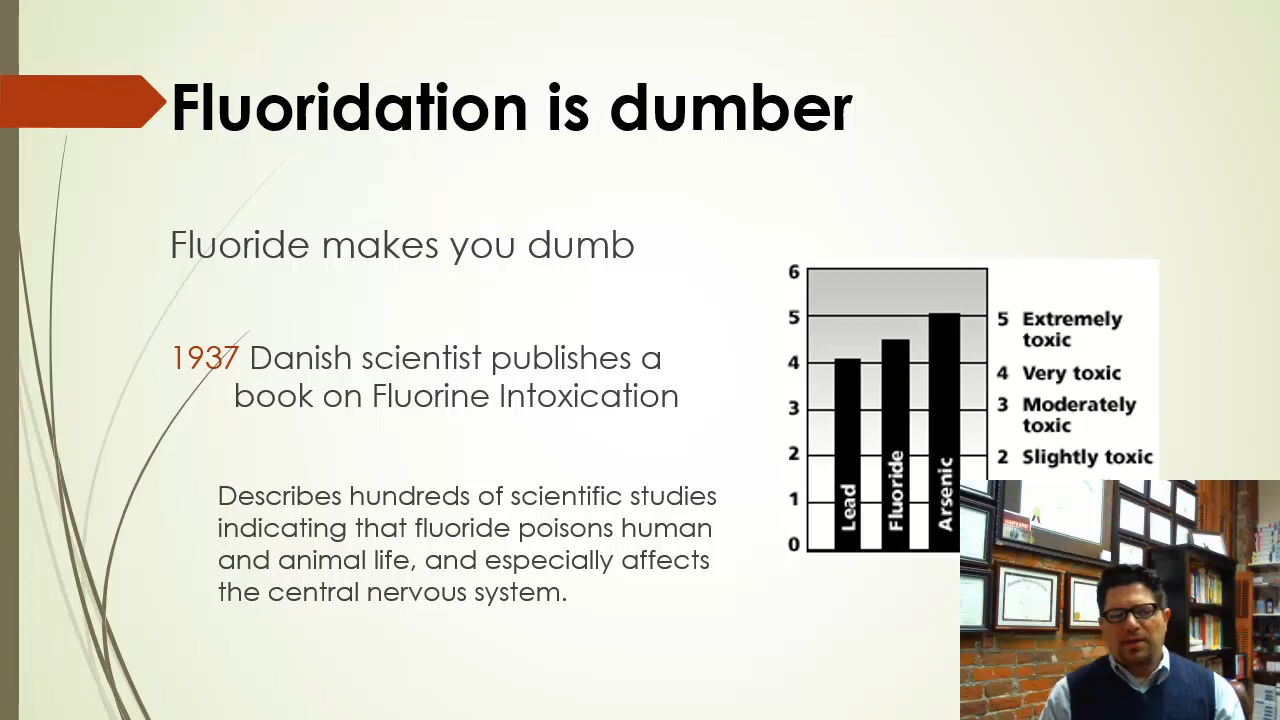 Fluoridation is dumber
Fluoride makes you dumb
1937 Danish scientist publishes a
book on Fluorine Intoxication
Describes hundreds of scientific studies
indicating that fluoride poisons human
and animal life, and especially affects
the central nervous system.
6
5
4
3
2
1
0
Lead
Fluoride
Arsenic
5 Extremely
toxic
4 Very toxic
3 Moderately
toxic
2 Slightly toxic